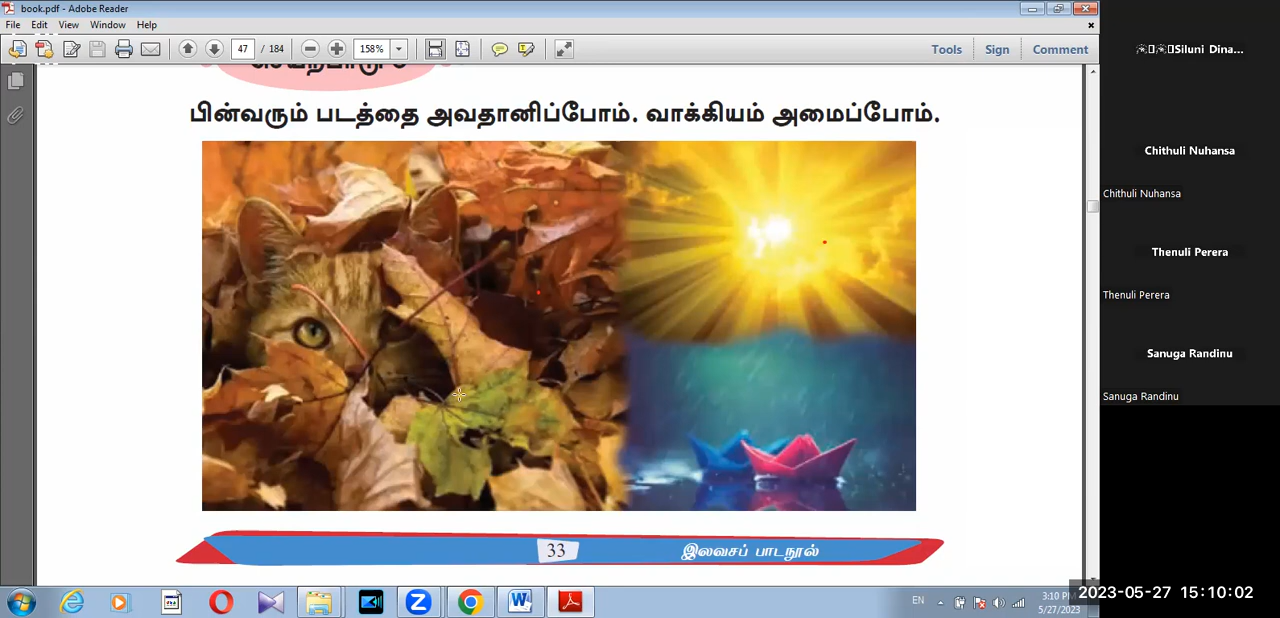 book.pdf - Adobe Reader
File Edit View Window Help
47 / 184 158% Tools Sign Comment
பின்வரும் படத்தை அவதானிப்போம். வாக்கியம் அமைப்போம்.
33 இலவசப் பாடநூல்
Siluni Dina...
Chithuli Nuhansa
Chithuli Nuhansa
Thenuli Perera
Thenuli Perera
Sanuga Randinu
Sanuga Randinu
EN 3:10 PM
5/27/2023
2023-05-27 15:10:02